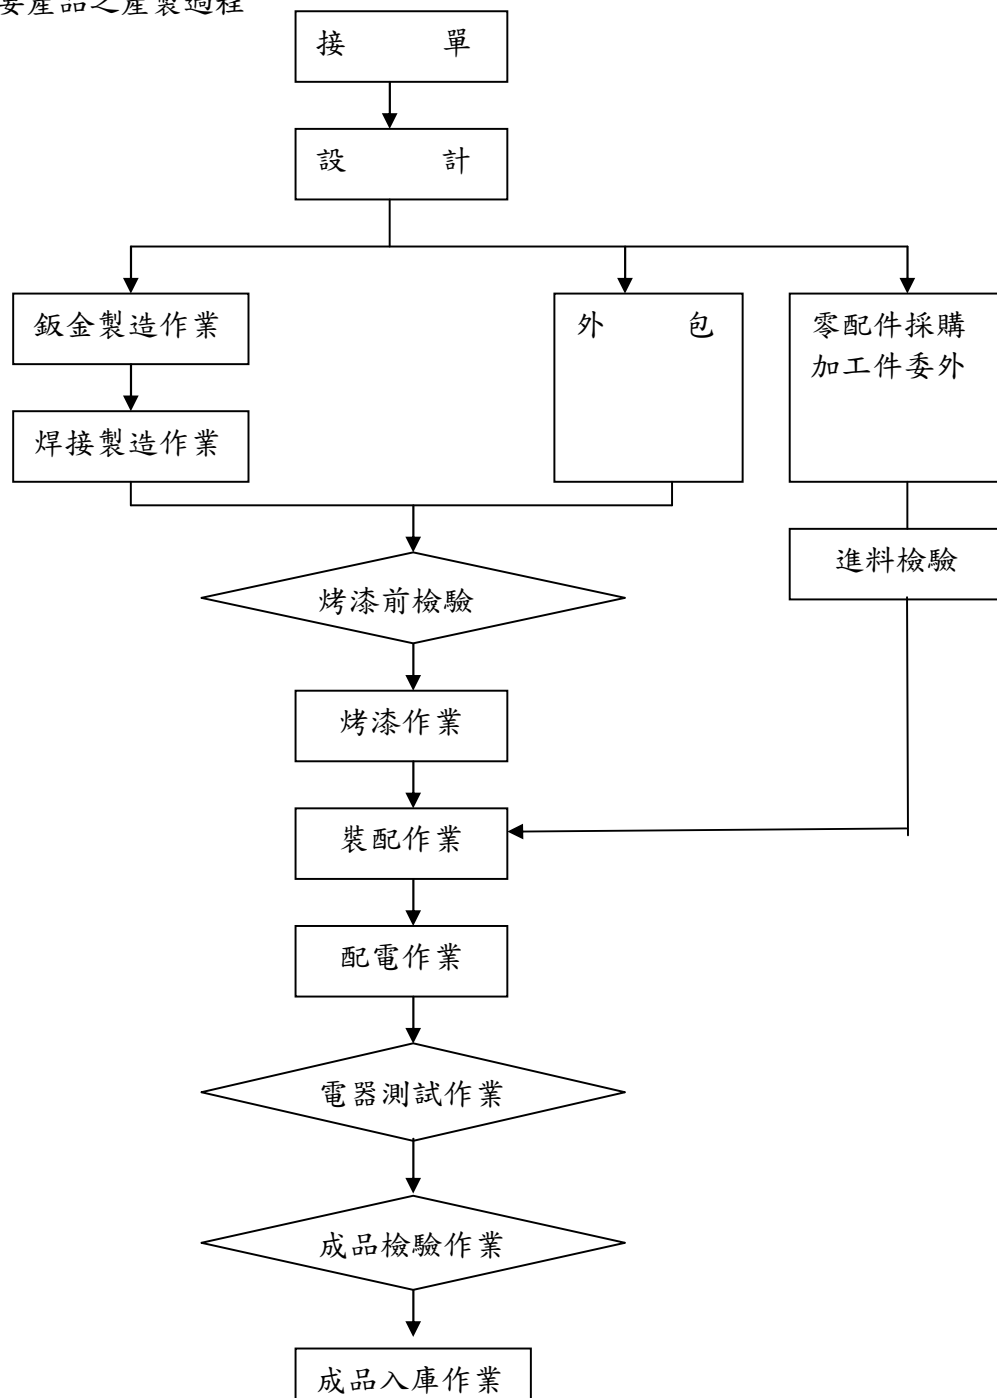 要產品之產製過程
接 單
設 計
鈑金製造作業
外 包
零配件採購
加工件委外
焊接製造作業
進料檢驗
烤漆前檢驗
烤漆作業
裝配作業
配電作業
電器測試作業
成品檢驗作業
成品入庫作業